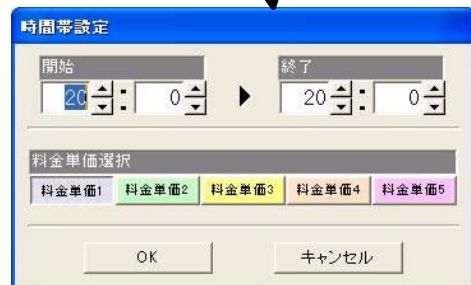 時間帯設定
開始 終了
20 : 0 ▶ 20 : 0
料金単価選択
料金単価1 料金単価2 料金単価3 料金単価4 料金単価5
OK キャンセル